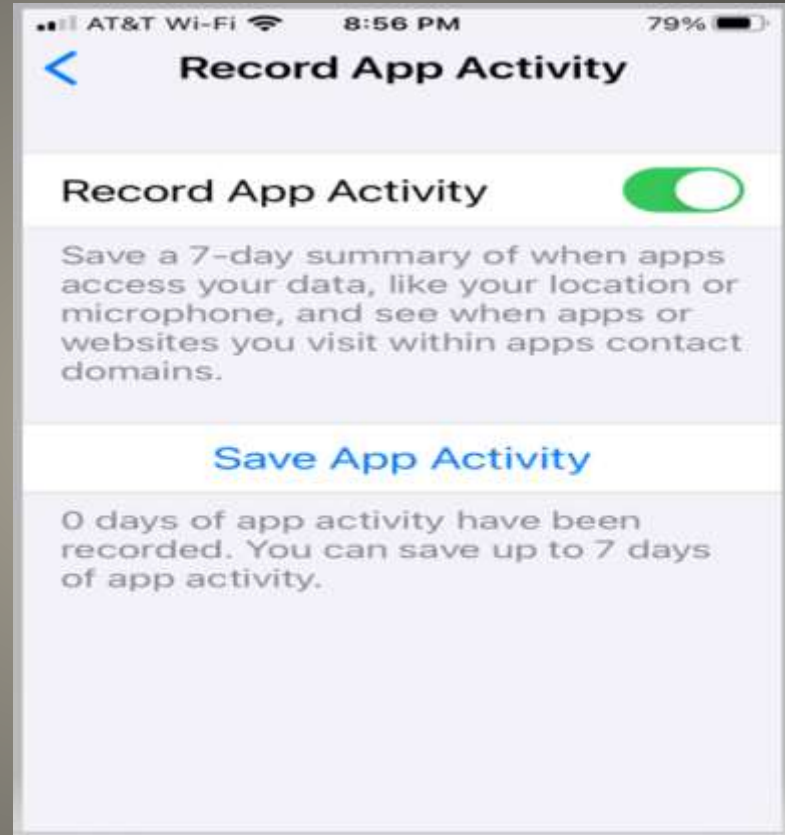 AT&T Wi-Fi 8:56 PM 79%
Record App Activity
Record App Activity
Save a 7-day summary of when apps
access your data, like your location or
microphone, and see when apps or
websites you visit within apps contact
domains.
Save App Activity
0 days of app activity have been
recorded. You can save up to 7 days
of app activity.